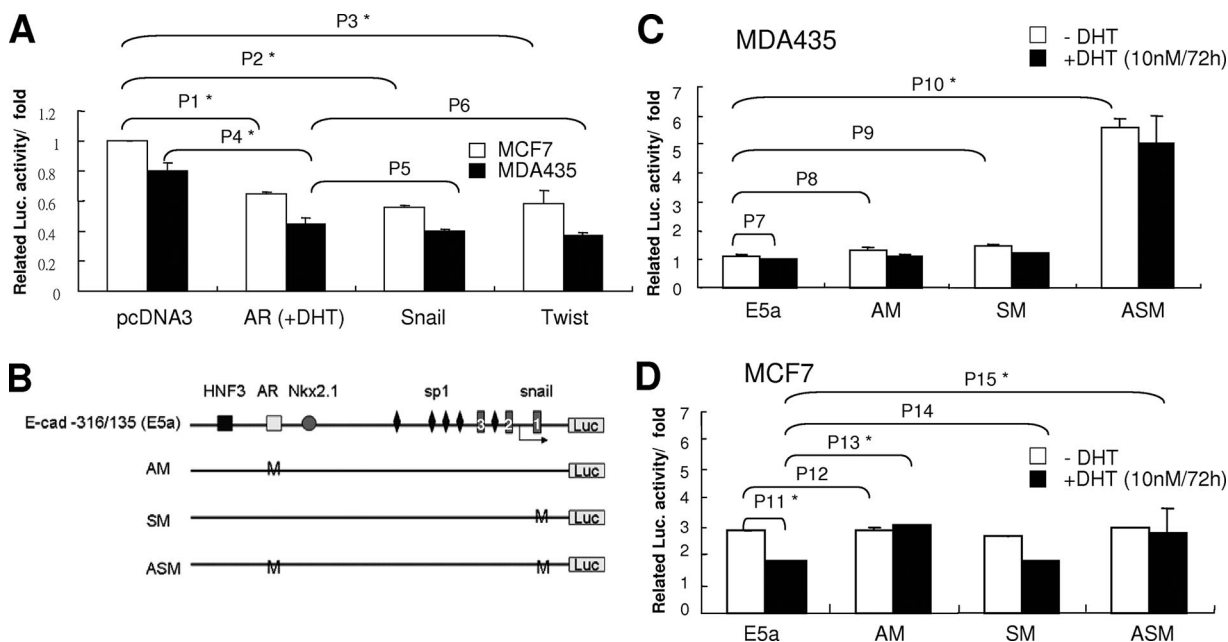 A
P3 *
P2 *
P1 *
P6
P4 *
P5
MCF7
MDA435
Related Luc. activity/ fold
1.2
1
0.8
0.6
0.4
0.2
0
pcDNA3
AR (+DHT)
Snail
Twist
B
HNF3
AR
Nkx2.1
sp1
snail
E-cad -316/135 (E5a)
3
2
1
Luc
AM
M
Luc
SM
M
Luc
ASM
M
M
Luc
C
MDA435
- DHT
+DHT (10nM/72h)
P10 *
P9
P8
P7
Related Luc. activity/ fold
7
6
5
4
3
2
1
0
E5a
AM
SM
ASM
D
MCF7
P15 *
P14
P13 *
P12
P11 *
- DHT
+DHT (10nM/72h)
Related Luc. activity/ fold
7
6
5
4
3
2
1
0
E5a
AM
SM
ASM